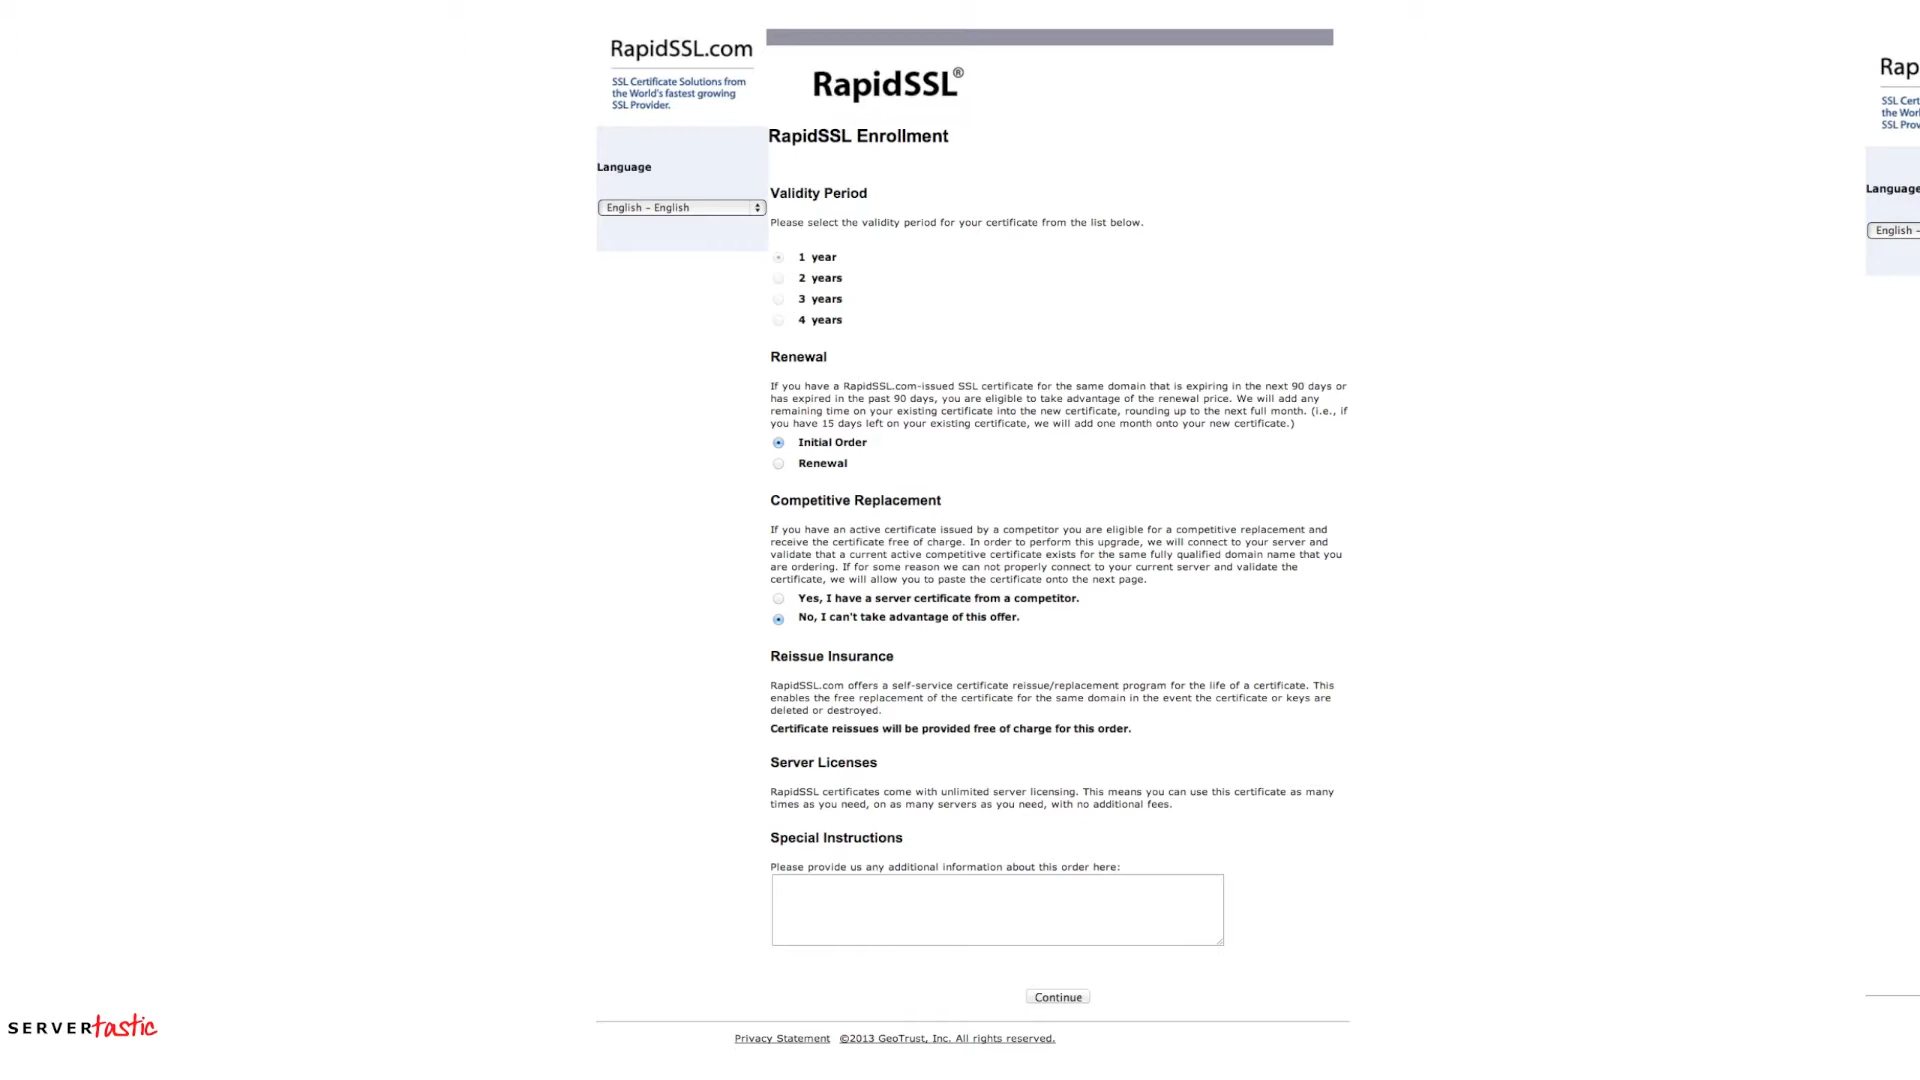 RapidSSL.com
SSL Certificate Solutions from
the World's fastest growing
SSL Provider.
Language
English - English
RapidSSL®
RapidSSL Enrollment
Validity Period
Please select the validity period for your certificate from the list below.
1 year
2 years
3 years
4 years
Renewal
If you have a RapidSSL.com-issued SSL certificate for the same domain that is expiring in the next 90 days or
has expired in the past 90 days, you are eligible to take advantage of the renewal price. We will add any
remaining time on your existing certificate into the new certificate, rounding up to the next full month. (i.e., if
you have 15 days left on your existing certificate, we will add one month onto your new certificate.)
Initial Order
Renewal
Competitive Replacement
If you have an active certificate issued by a competitor you are eligible for a competitive replacement and
receive the certificate free of charge. In order to perform this upgrade, we will connect to your server and
validate that a current active competitive certificate exists for the same fully qualified domain name that you
are ordering. If for some reason we can not properly connect to your current server and validate the
certificate, we will allow you to paste the certificate onto the next page.
Yes, I have a server certificate from a competitor.
No, I can't take advantage of this offer.
Reissue Insurance
RapidSSL.com offers a self-service certificate reissue/replacement program for the life of a certificate. This
enables the free replacement of the certificate for the same domain in the event the certificate or keys are
deleted or destroyed.
Certificate reissues will be provided free of charge for this order.
Server Licenses
RapidSSL certificates come with unlimited server licensing. This means you can use this certificate as many
times as you need, on as many servers as you need, with no additional fees.
Special Instructions
Please provide us any additional information about this order here:
Continue
Privacy Statement ©2013 GeoTrust, Inc. All rights reserved.
SERVERtastic
Rap
SSL Cert
the Wor
SSL Prov
Language
English -